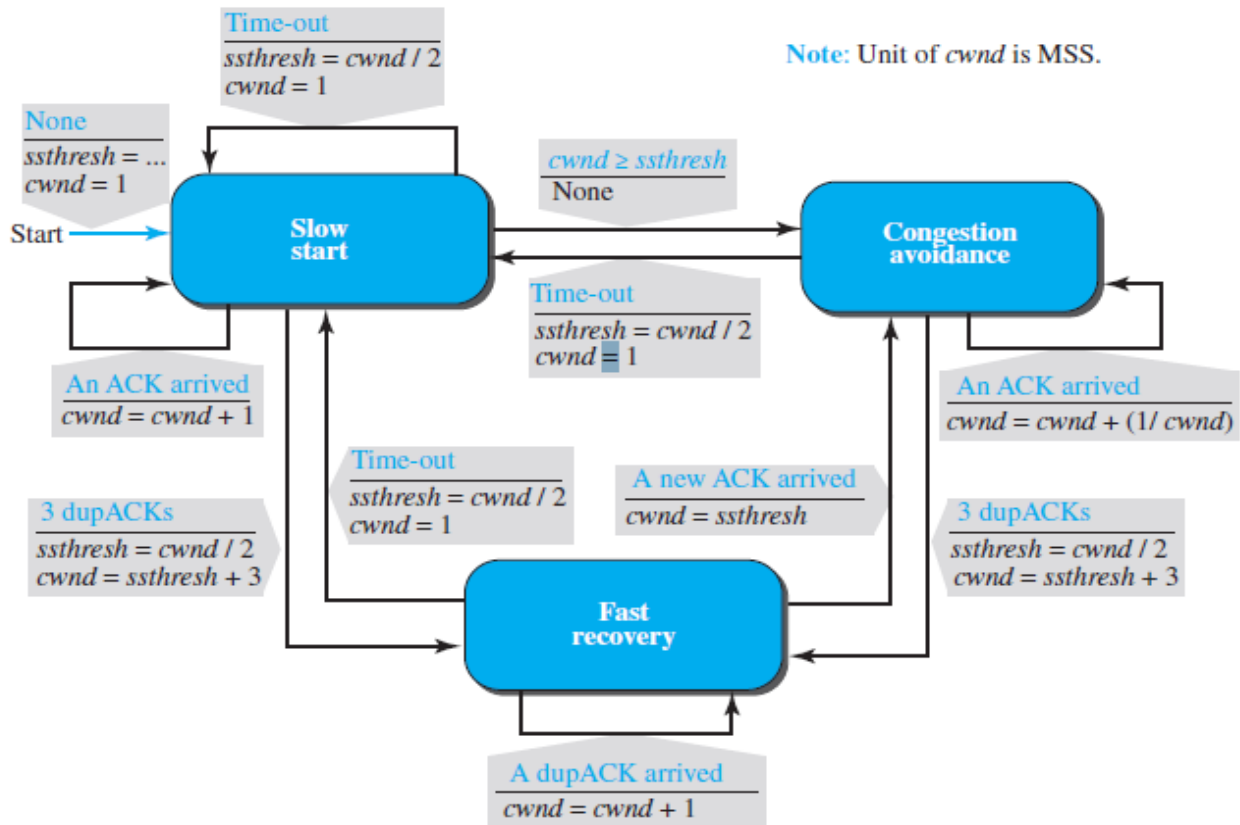 Time-out
ssthresh = cwnd / 2
cwnd = 1
Note: Unit of cwnd is MSS.
None
ssthresh = ...
cwnd = 1
Start
Slow
start
cwnd ≥ ssthresh
None
Congestion
avoidance
Time-out
ssthresh = cwnd / 2
cwnd = 1
An ACK arrived
cwnd = cwnd + 1
An ACK arrived
cwnd = cwnd + (1/ cwnd)
Time-out
ssthresh = cwnd / 2
cwnd = 1
A new ACK arrived
cwnd = ssthresh
3 dupACKs
ssthresh = cwnd / 2
cwnd = ssthresh + 3
3 dupACKs
ssthresh = cwnd / 2
cwnd = ssthresh + 3
Fast
recovery
A dupACK arrived
cwnd = cwnd + 1